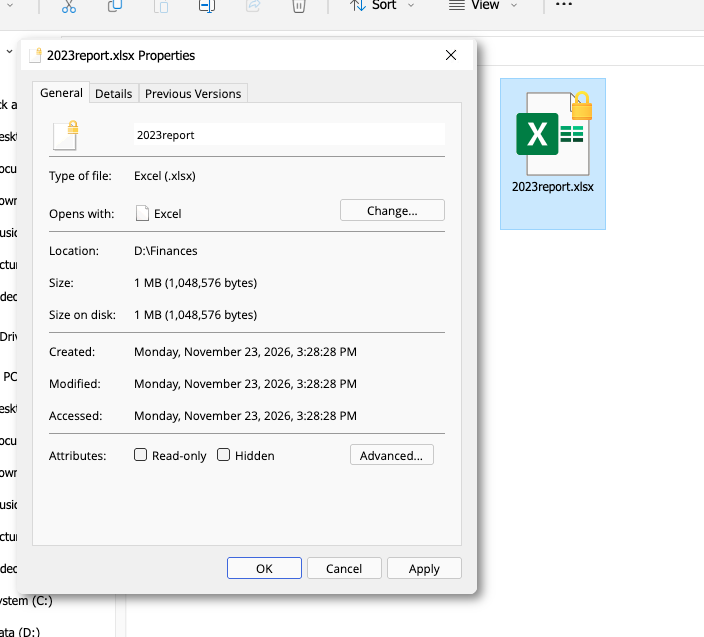 Sort
View
2023report.xlsx Properties
General
Details
Previous Versions
2023report
Type of file: Excel (.xlsx)
Opens with: Excel
Change...
Location: D:\Finances
Size: 1 MB (1,048,576 bytes)
Size on disk: 1 MB (1,048,576 bytes)
Created: Monday, November 23, 2026, 3:28:28 PM
Modified: Monday, November 23, 2026, 3:28:28 PM
Accessed: Monday, November 23, 2026, 3:28:28 PM
Attributes: Read-only Hidden
Advanced...
OK
Cancel
Apply
X
2023report.xlsx
PC
(C:)
(D:)